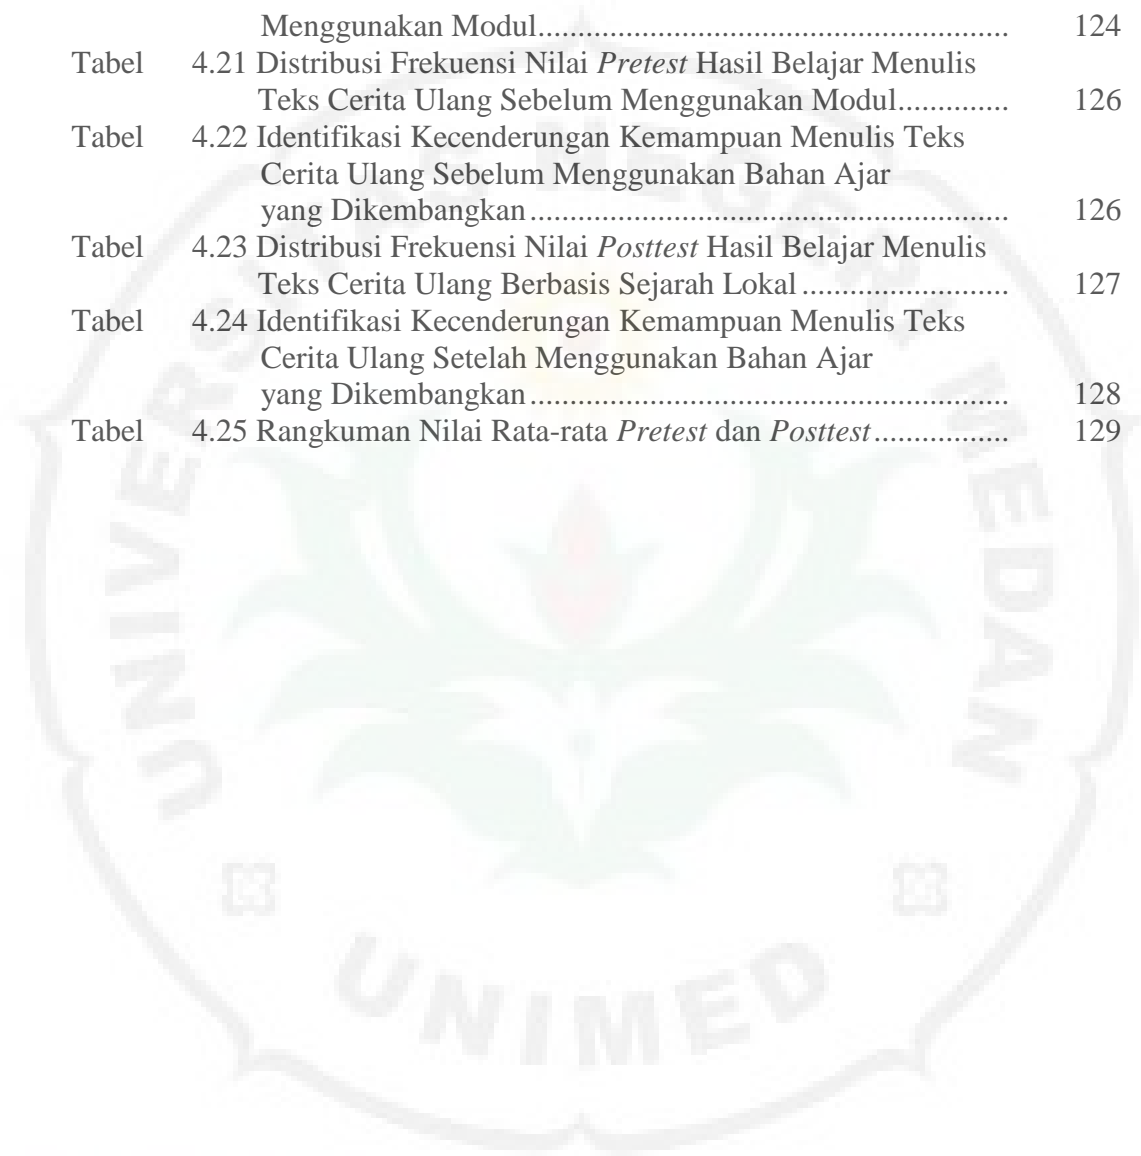 Menggunakan Modul........................................................... 124
Tabel 4.21 Distribusi Frekuensi Nilai Pretest Hasil Belajar Menulis
Teks Cerita Ulang Sebelum Menggunakan Modul.............. 126
Tabel 4.22 Identifikasi Kecenderungan Kemampuan Menulis Teks
Cerita Ulang Sebelum Menggunakan Bahan Ajar
yang Dikembangkan............................................................ 126
Tabel 4.23 Distribusi Frekuensi Nilai Posttest Hasil Belajar Menulis
Teks Cerita Ulang Berbasis Sejarah Lokal.......................... 127
Tabel 4.24 Identifikasi Kecenderungan Kemampuan Menulis Teks
Cerita Ulang Setelah Menggunakan Bahan Ajar
yang Dikembangkan............................................................ 128
Tabel 4.25 Rangkuman Nilai Rata-rata Pretest dan Posttest................. 129
UNIVERSITAS NEGERI MEDAN
UNIMED